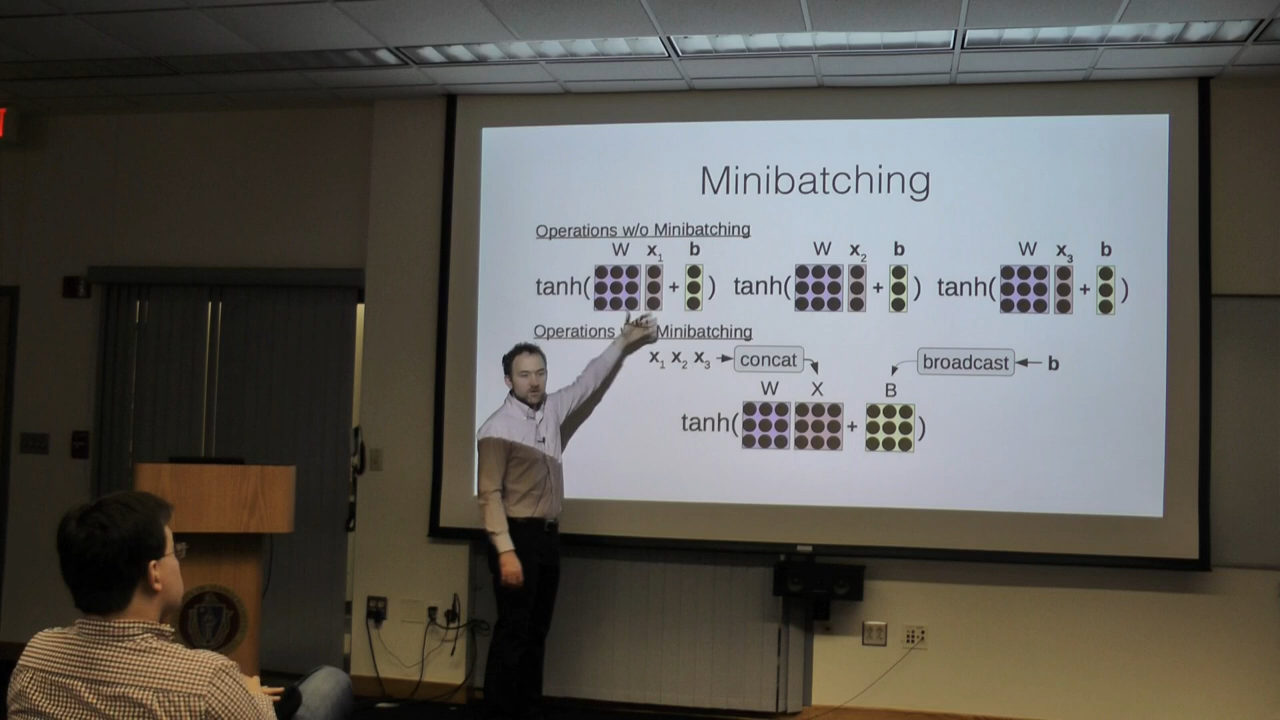 Minibatching
Operations w/o Minibatching
W x1 b W x2 b W x3 b
tanh( + ) tanh( + ) tanh( + )
Operations w Minibatching
x1 x2 x3 concat broadcast b
W X B
tanh( + )